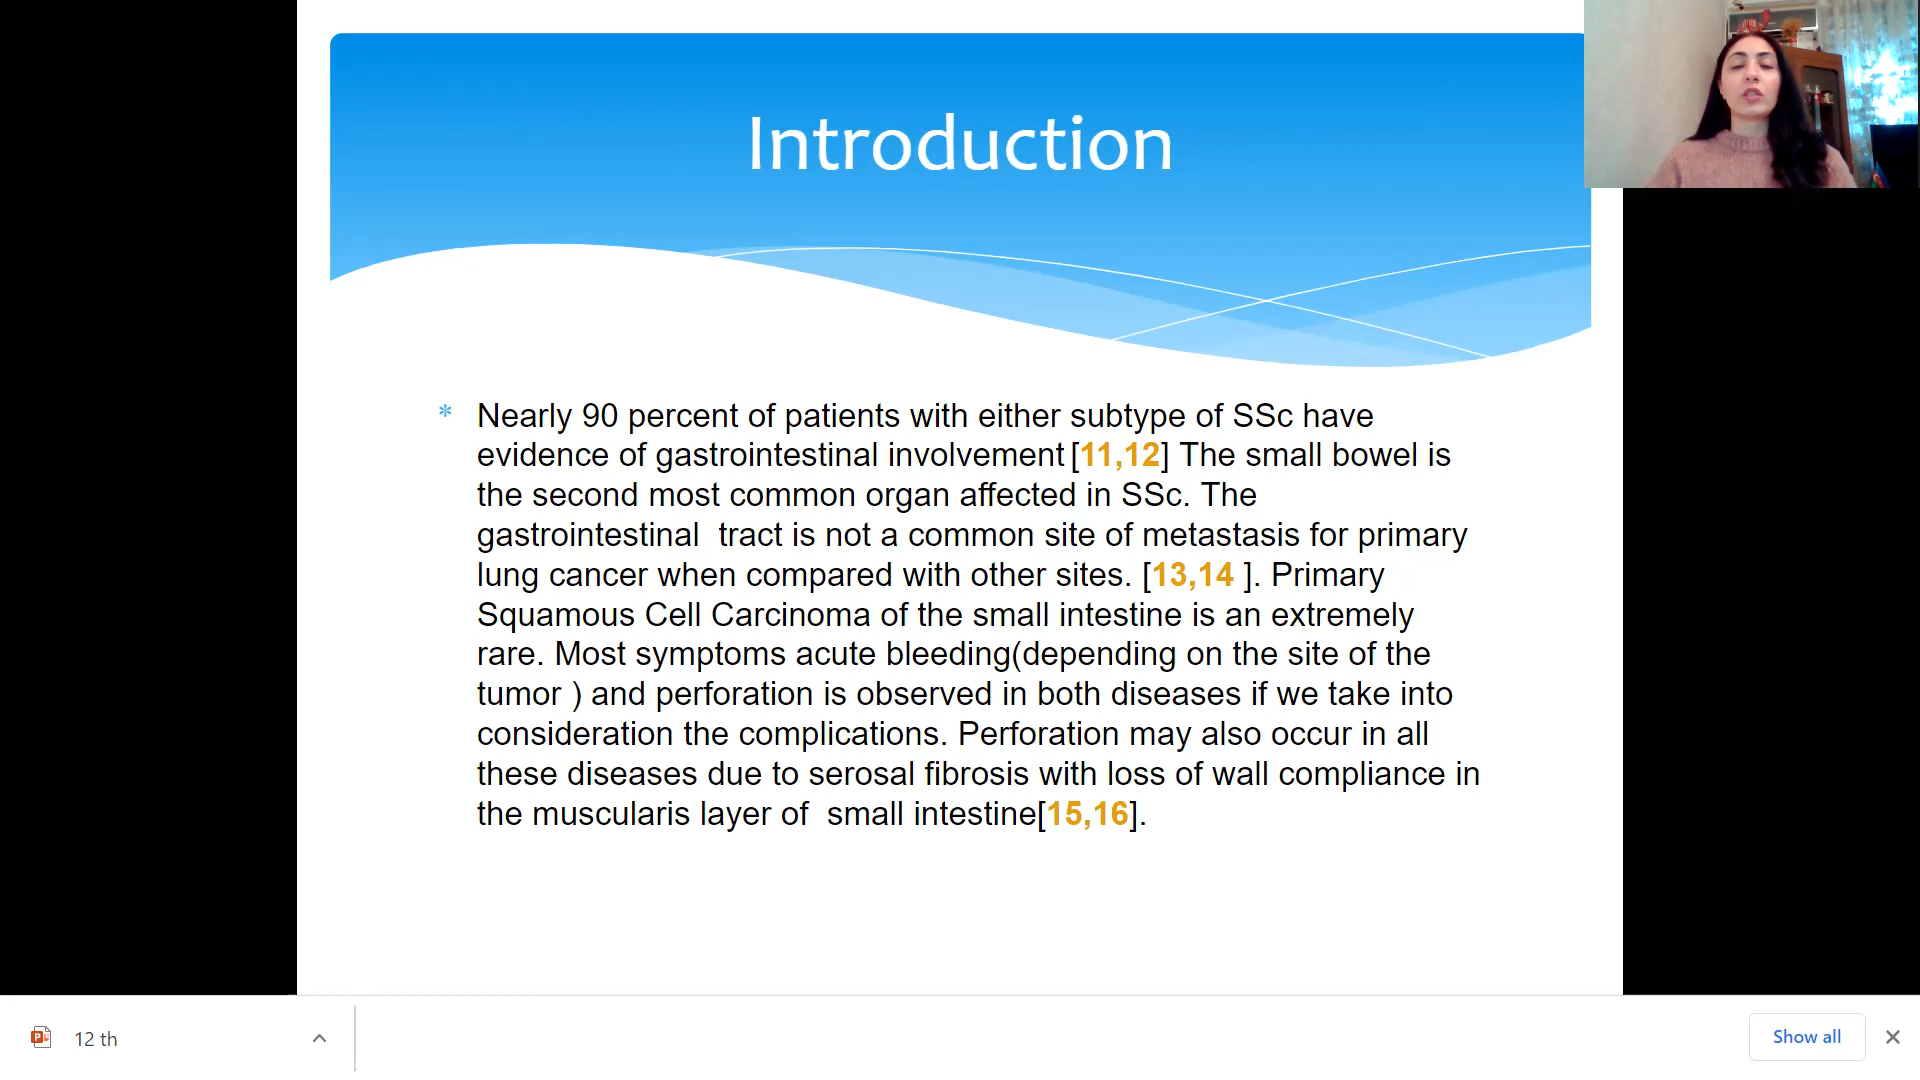 Introduction
* Nearly 90 percent of patients with either subtype of SSc have
evidence of gastrointestinal involvement [11,12] The small bowel is
the second most common organ affected in SSc. The
gastrointestinal  tract is not a common site of metastasis for primary
lung cancer when compared with other sites. [13,14 ]. Primary
Squamous Cell Carcinoma of the small intestine is an extremely
rare. Most symptoms acute bleeding(depending on the site of the
tumor ) and perforation is observed in both diseases if we take into
consideration the complications. Perforation may also occur in all
these diseases due to serosal fibrosis with loss of wall compliance in
the muscularis layer of  small intestine[15,16].
12 th
Show all